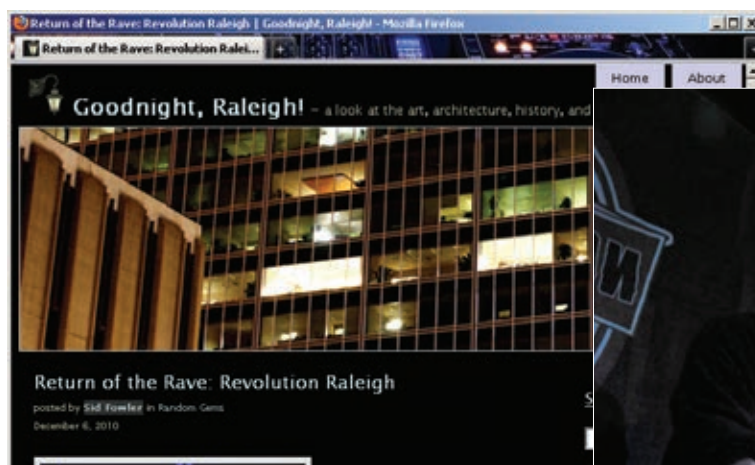 Return of the Rave: Revolution Raleigh | Goodnight, Raleigh! - Mozilla Firefox
Return of the Rave: Revolution Ralei...
Home About
Goodnight, Raleigh! – a look at the art, architecture, history, and
Return of the Rave: Revolution Raleigh
posted by Sid Fowler in Random Gems
December 6, 2010
S